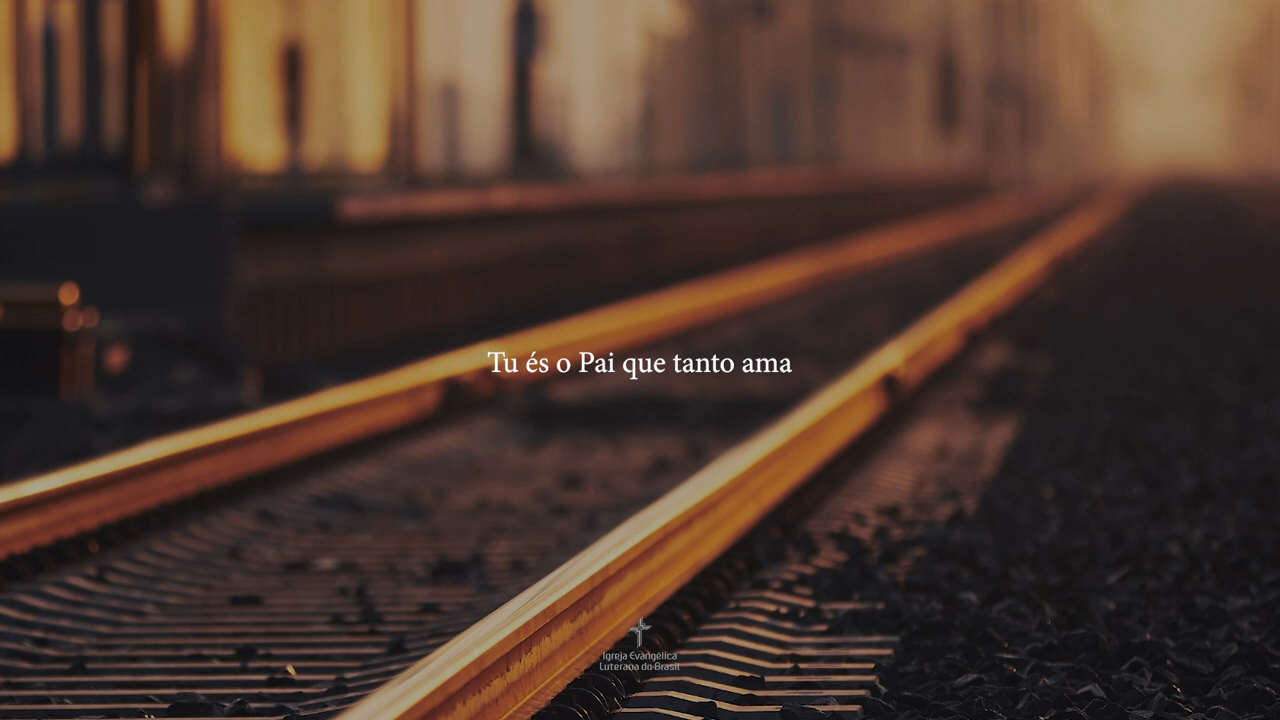 Tu és o Pai que tanto ama
Igreja Evangélica
Luterana do Brasil